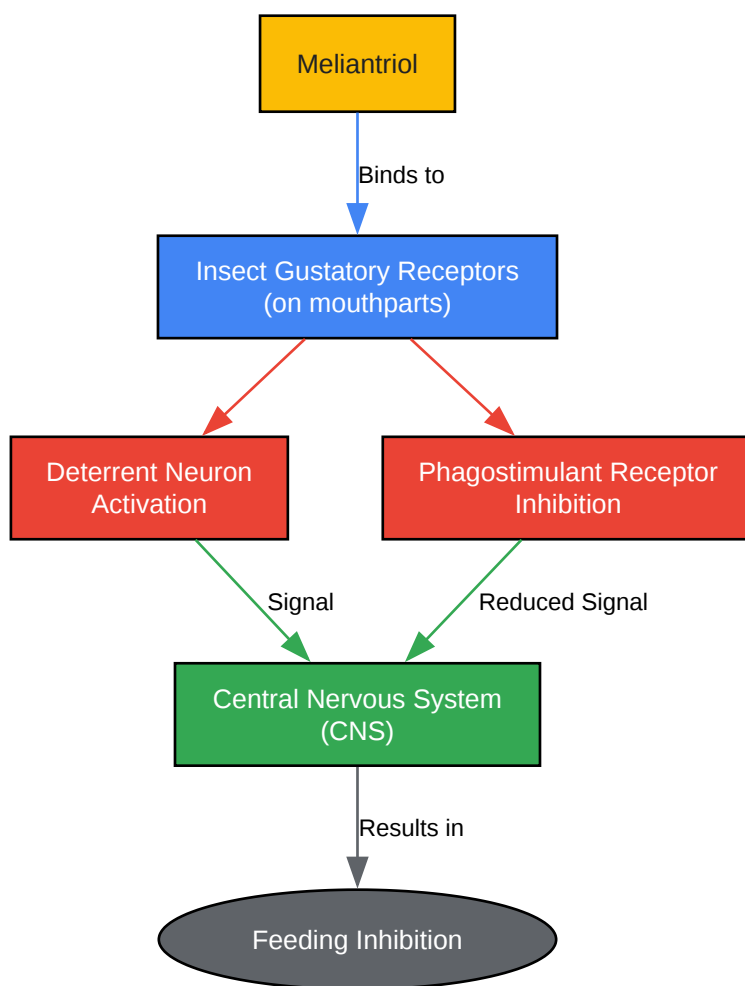 Meliantriol
Binds to
Insect Gustatory Receptors
(on mouthparts)
Deterrent Neuron
Activation
Phagostimulant Receptor
Inhibition
Signal
Reduced Signal
Central Nervous System
(CNS)
Results in
Feeding Inhibition